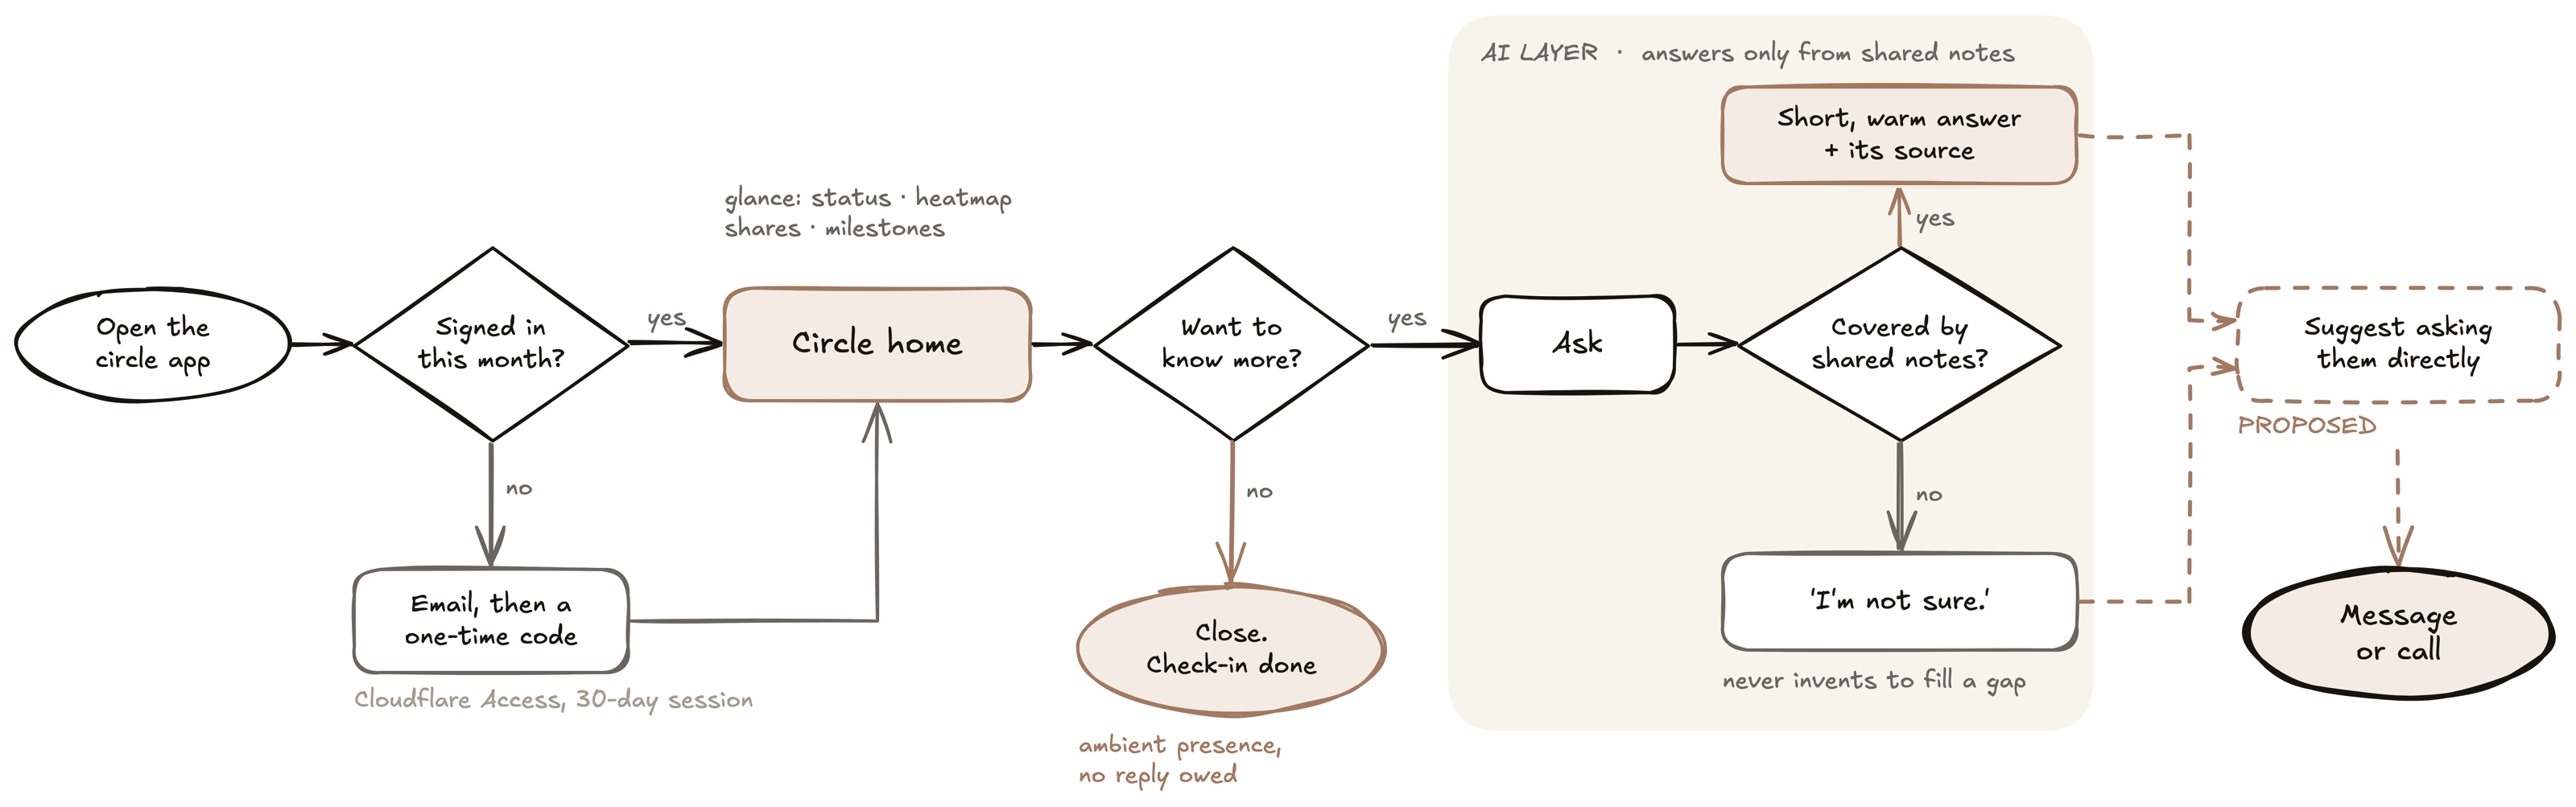 AI LAYER · answers only from shared notes
Short, warm answer
+ its source
yes
glance: status · heatmap
shares · milestones
Open the
circle app
Signed in
this month?
yes
Circle home
Want to
know more?
yes
Ask
Covered by
shared notes?
Suggest asking
them directly
PROPOSED
no
no
no
Email, then a
one-time code
Cloudflare Access, 30-day session
Close.
Check-in done
ambient presence,
no reply owed
'I'm not sure.'
never invents to fill a gap
Message
or call